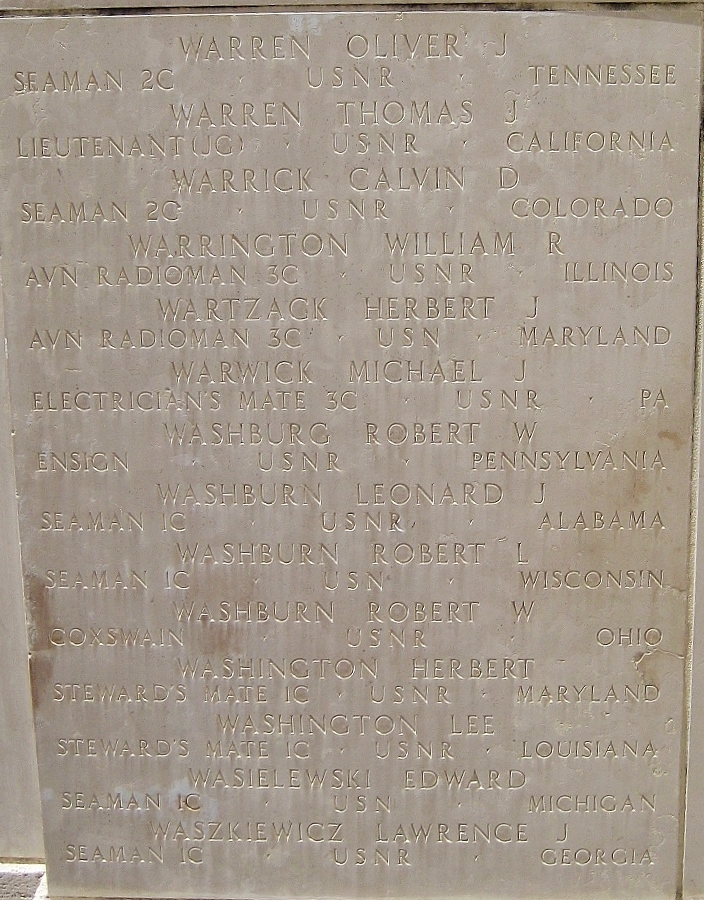 WARREN OLIVER J
SEAMAN 2C · USNR · TENNESSEE
WARREN THOMAS J
LIEUTENANT(JG) · USNR · CALIFORNIA
WARRICK CALVIN D
SEAMAN 2C · USNR · COLORADO
WARRINGTON WILLIAM R
AVN RADIOMAN 3C · USNR · ILLINOIS
WARTZACK HERBERT J
AVN RADIOMAN 3C · USN · MARYLAND
WARWICK MICHAEL J
ELECTRICIAN'S MATE 3C · USNR · PA
WASHBURG ROBERT W
ENSIGN · USNR · PENNSYLVANIA
WASHBURN LEONARD J
SEAMAN 1C · USNR · ALABAMA
WASHBURN ROBERT L
SEAMAN 1C · USN · WISCONSIN
WASHBURN ROBERT W
COXSWAIN · USNR · OHIO
WASHINGTON HERBERT
STEWARD'S MATE 1C · USNR · MARYLAND
WASHINGTON LEE
STEWARD'S MATE 1C · USNR · LOUISIANA
WASIELEWSKI EDWARD
SEAMAN 1C · USN · MICHIGAN
WASZKIEWICZ LAWRENCE J
SEAMAN 1C · USNR · GEORGIA